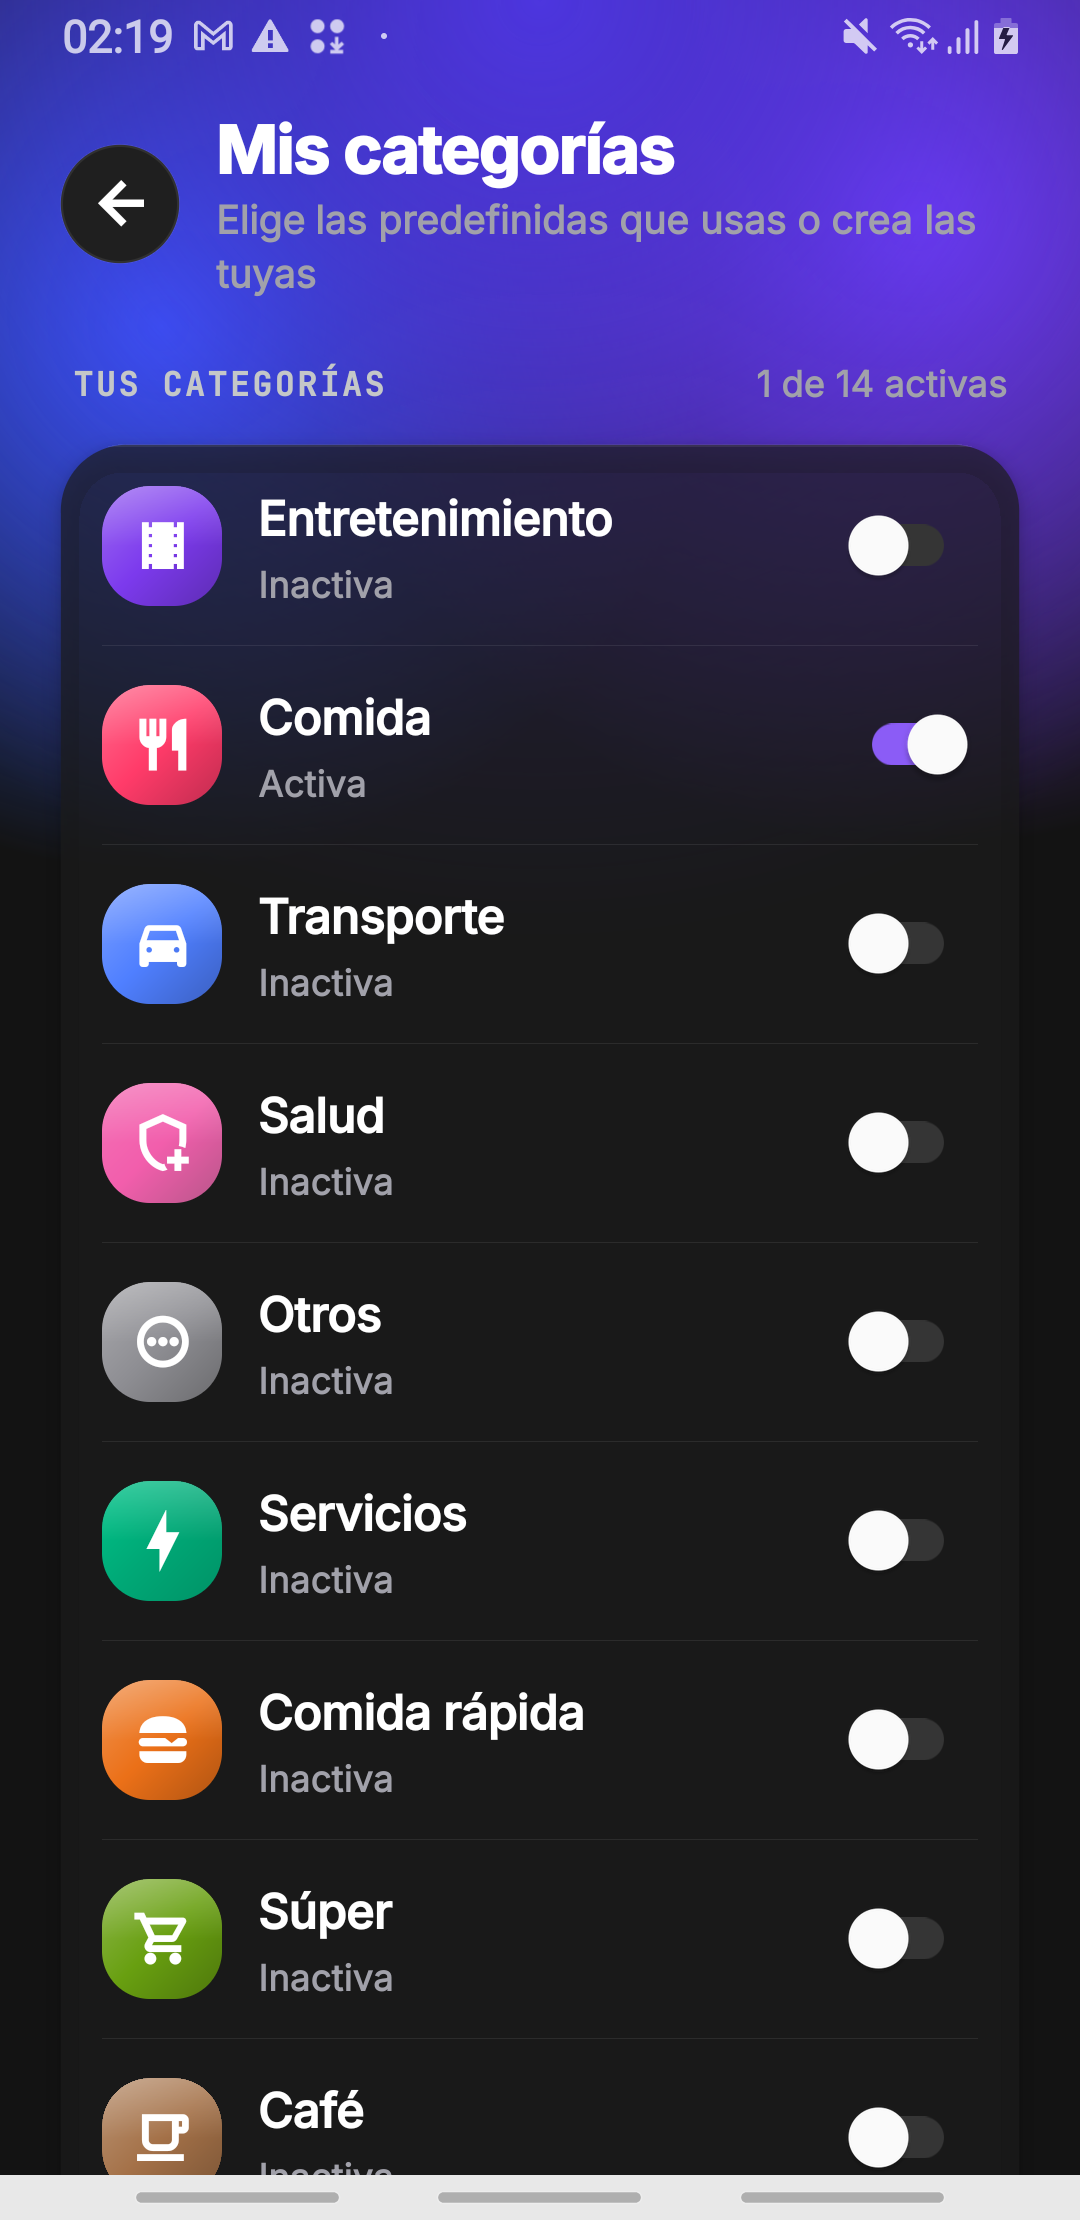 02:19
Mis categorías
Elige las predefinidas que usas o crea las
tuyas
TUS CATEGORÍAS
1 de 14 activas
Entretenimiento
Inactiva
Comida
Activa
Transporte
Inactiva
Salud
Inactiva
Otros
Inactiva
Servicios
Inactiva
Comida rápida
Inactiva
Súper
Inactiva
Café
Inactiva